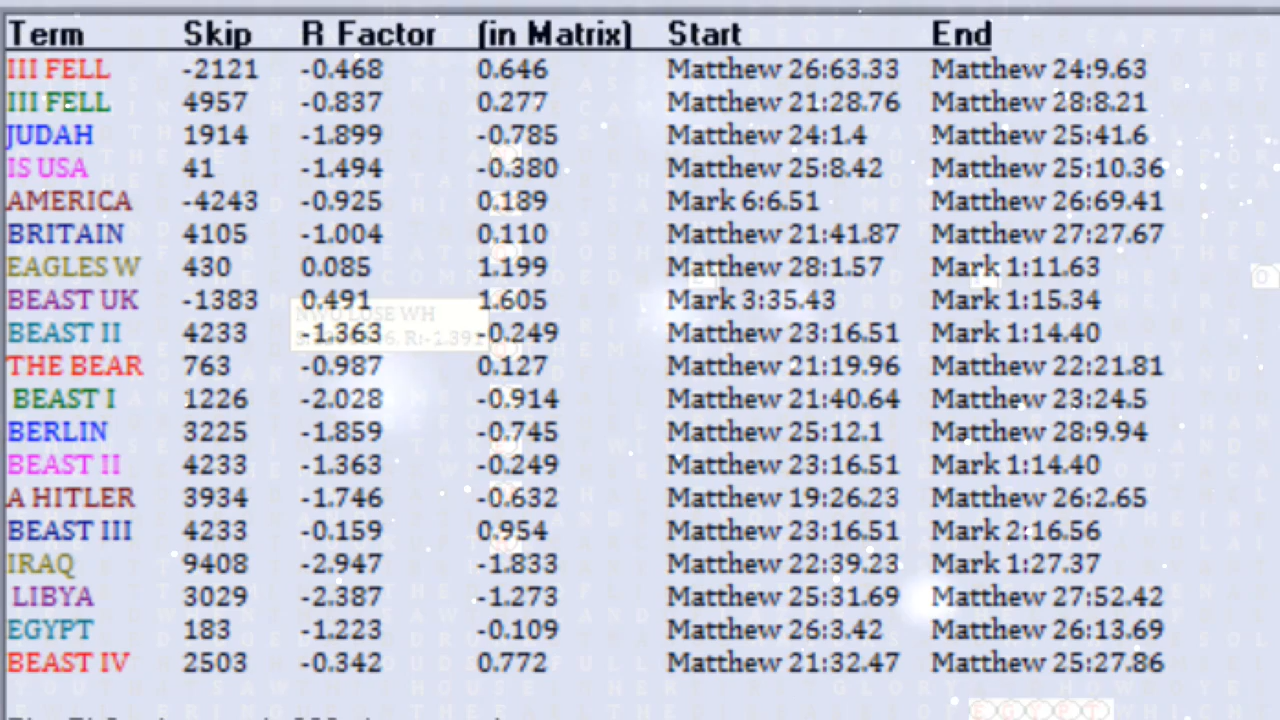 Term Skip R Factor (in Matrix) Start End
III FELL -2121 -0.468 0.646 Matthew 26:63.33 Matthew 24:9.63
III FELL 4957 -0.837 0.277 Matthew 21:28.76 Matthew 28:8.21
JUDAH 1914 -1.899 -0.785 Matthew 24:1.4 Matthew 25:41.6
IS USA 41 -1.494 -0.380 Matthew 25:8.42 Matthew 25:10.36
AMERICA -4243 -0.925 0.189 Mark 6:6.51 Matthew 26:69.41
BRITAIN 4105 -1.004 0.110 Matthew 21:41.87 Matthew 27:27.67
EAGLES W 430 0.085 1.199 Matthew 28:1.57 Mark 1:11.63
BEAST UK -1383 0.491 1.605 Mark 3:35.43 Mark 1:15.34
NWO LOSE WH
BEAST II 4233 -1.363 -0.249 Matthew 23:16.51 Mark 1:14.40
THE BEAR 763 -0.987 0.127 Matthew 21:19.96 Matthew 22:21.81
BEAST I 1226 -2.028 -0.914 Matthew 21:40.64 Matthew 23:24.5
BERLIN 3225 -1.859 -0.745 Matthew 25:12.1 Matthew 28:9.94
BEAST II 4233 -1.363 -0.249 Matthew 23:16.51 Mark 1:14.40
A HITLER 3934 -1.746 -0.632 Matthew 19:26.23 Matthew 26:2.65
BEAST III 4233 -0.159 0.954 Matthew 23:16.51 Mark 2:16.56
IRAQ 9408 -2.947 -1.833 Matthew 22:39.23 Mark 1:27.37
LIBYA 3029 -2.387 -1.273 Matthew 25:31.69 Matthew 27:52.42
EGYPT 183 -1.223 -0.109 Matthew 26:3.42 Matthew 26:13.69
BEAST IV 2503 -0.342 0.772 Matthew 21:32.47 Matthew 25:27.86
EGYPT